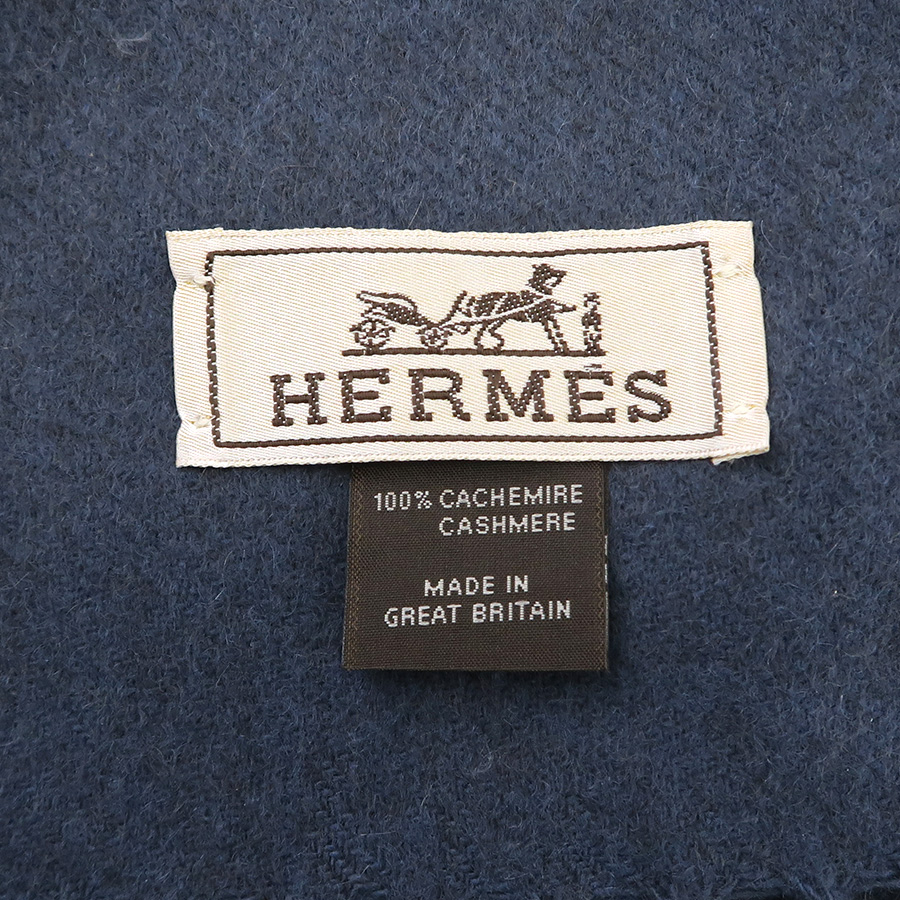 HERMÈS
100% CACHEMIRE
CASHMERE
MADE IN
GREAT BRITAIN